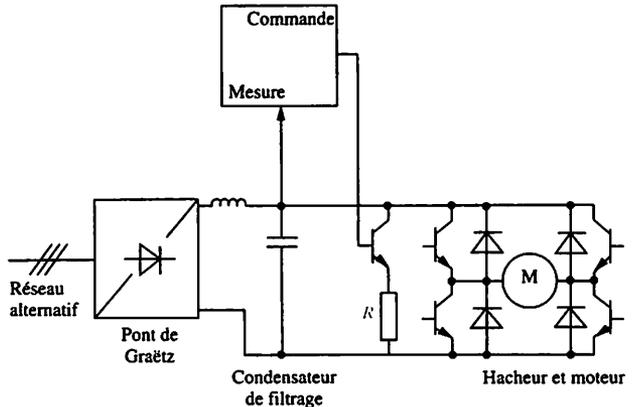 Commande
Mesure
Réseau
alternatif
Pont de
Graëtz
R
M
Condensateur
de filtrage
Hacheur et moteur